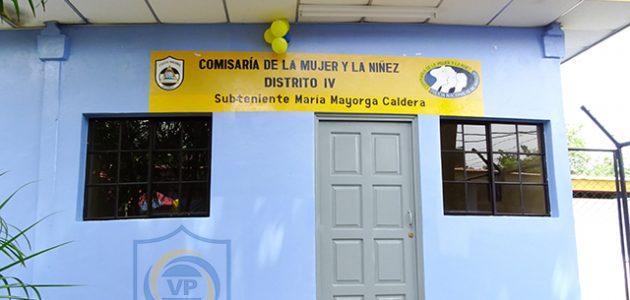 COMISARÍA DE LA MUJER Y LA NIÑEZ
DISTRITO IV
Subteniente María Mayorga Caldera
VP